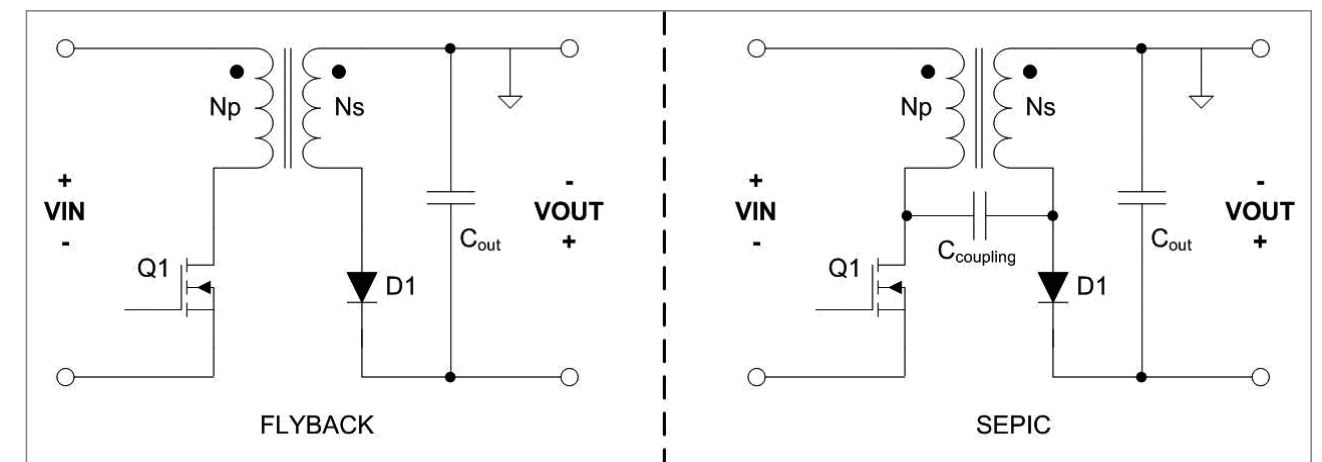 Np
Ns
+
VIN
-
Q1
D1
Cout
-
VOUT
+
FLYBACK
Np
Ns
+
VIN
-
Q1
Ccoupling
D1
Cout
-
VOUT
+
SEPIC